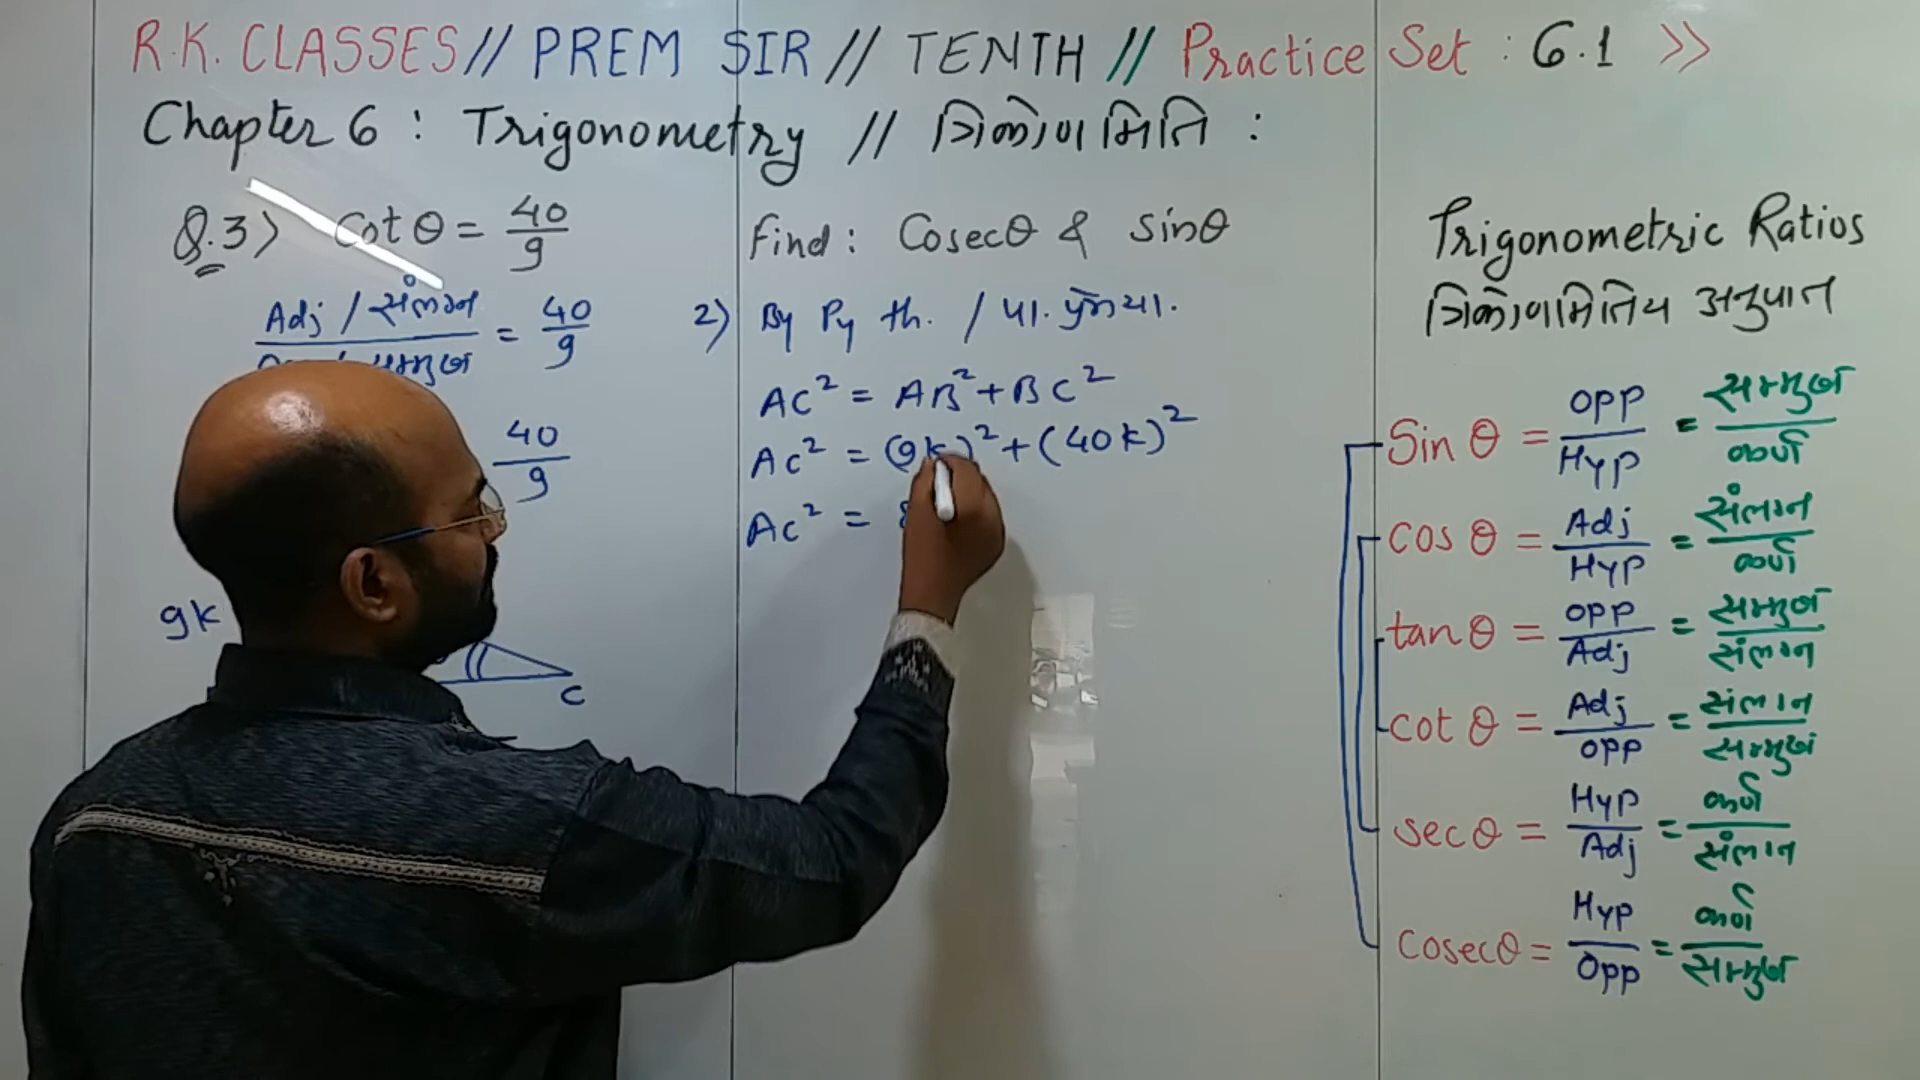 R.K. CLASSES // PREM SIR // TENTH // Practice Set : 6.1 >>
Chapter 6 : Trigonometry // त्रिकोणमिति :
Q.3> Cot θ = 40/9
Adj / संलग्न = 40/9
40/9
9k
C
Find : Cosecθ & sinθ
2) By Py th. / पा. प्रमेया.
AC² = AB² + BC²
AC² = (9k)² + (40k)²
AC² =
Trigonometric Ratios
त्रिकोणमितिय अनुपात
Sin θ = OPP/Hyp = सम्मुख/कर्ण
cos θ = Adj/Hyp = संलग्न/कर्ण
tan θ = OPP/Adj = सम्मुख/संलग्न
cot θ = Adj/OPP = संलग्न/सम्मुख
sec θ = Hyp/Adj = कर्ण/संलग्न
Cosecθ = Hyp/Opp = कर्ण/सम्मुख